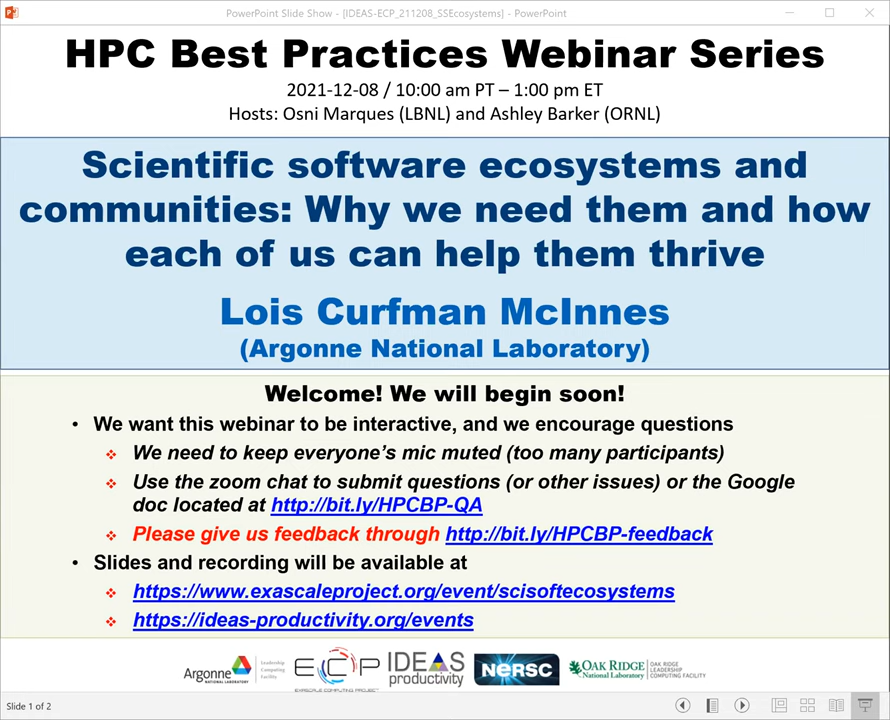 PowerPoint Slide Show - [IDEAS-ECP_211208_SSEcosystems] - PowerPoint
HPC Best Practices Webinar Series
2021-12-08 / 10:00 am PT – 1:00 pm ET
Hosts: Osni Marques (LBNL) and Ashley Barker (ORNL)
Scientific software ecosystems and
communities: Why we need them and how
each of us can help them thrive
Lois Curfman McInnes
(Argonne National Laboratory)
Welcome! We will begin soon!
• We want this webinar to be interactive, and we encourage questions
❖ We need to keep everyone’s mic muted (too many participants)
❖ Use the zoom chat to submit questions (or other issues) or the Google
doc located at http://bit.ly/HPCBP-QA
❖ Please give us feedback through http://bit.ly/HPCBP-feedback
• Slides and recording will be available at
❖ https://www.exascaleproject.org/event/scisoftecosystems
❖ https://ideas-productivity.org/events
Argonne
NATIONAL LABORATORY
Leadership
Computing
Facility
ECP
EXASCALE COMPUTING PROJECT
IDEAS
productivity
NERSC
OAK RIDGE
National Laboratory
OAK RIDGE
LEADERSHIP
COMPUTING FACILITY
Slide 1 of 2